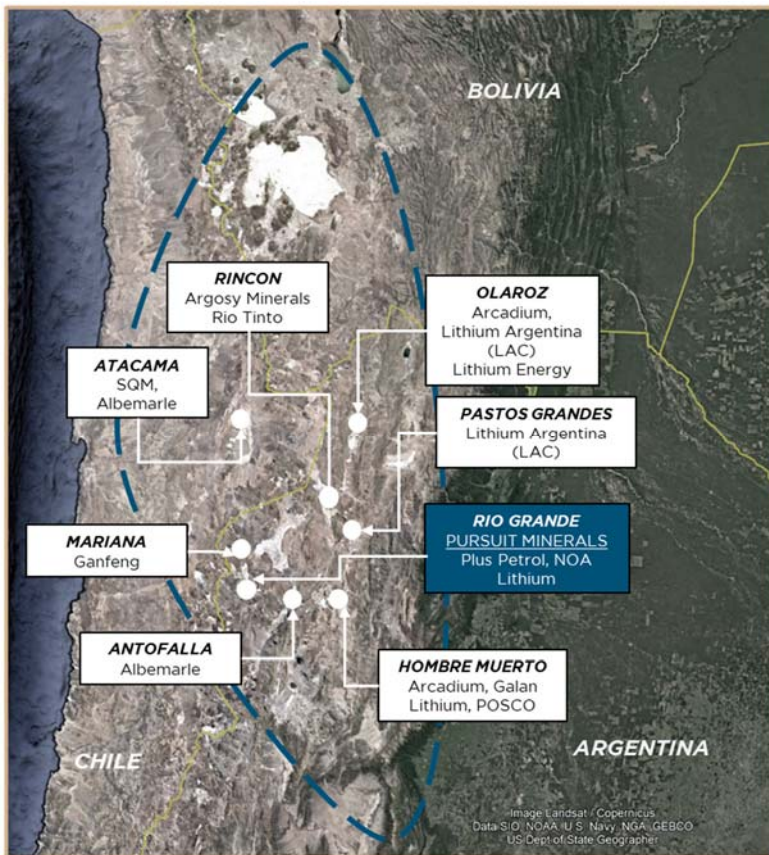 BOLIVIA
RINCON
Argosy Minerals
Rio Tinto
OLAROZ
Arcadium,
Lithium Argentina
(LAC)
Lithium Energy
ATACAMA
SQM,
Albemarle
PASTOS GRANDES
Lithium Argentina
(LAC)
RIO GRANDE
PURSUIT MINERALS
Plus Petrol, NOA
Lithium
MARIANA
Ganfeng
ANTOFALLA
Albemarle
HOMBRE MUERTO
Arcadium, Galan
Lithium, POSCO
CHILE
ARGENTINA
Image Landsat / Copernicus
Data SIO, NOAA, U.S. Navy, NGA, GEBCO
US Dept of State Geographer